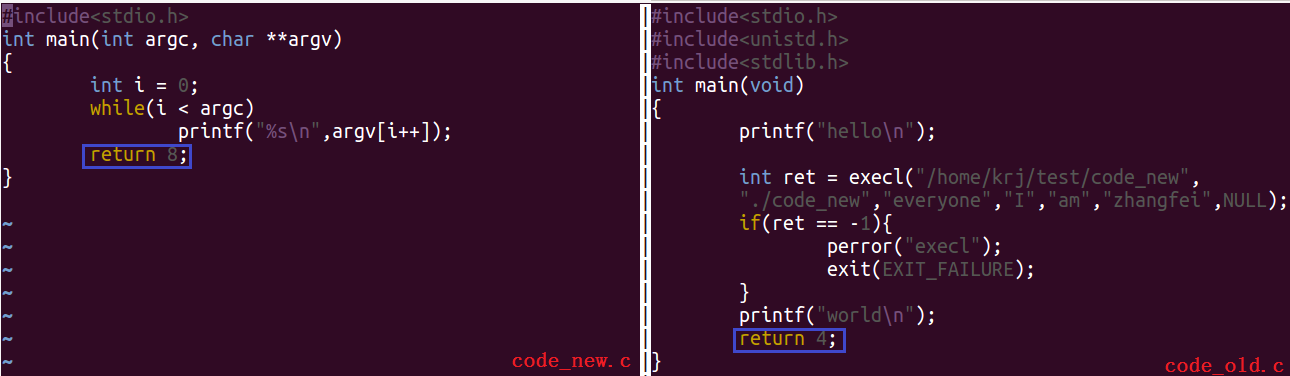 #include<stdio.h>
int main(int argc, char **argv)
{
        int i = 0;
        while(i < argc)
                printf("%s\n",argv[i++]);
        return 8;
}
~
~
~
~
~
~
~
code_new.c
#include<stdio.h>
#include<unistd.h>
#include<stdlib.h>
int main(void)
{
        printf("hello\n");
        int ret = execl("/home/krj/test/code_new",
        "./code_new","everyone","I","am","zhangfei",NULL);
        if(ret == -1){
                perror("execl");
                exit(EXIT_FAILURE);
        }
        printf("world\n");
        return 4;
}
code_old.c